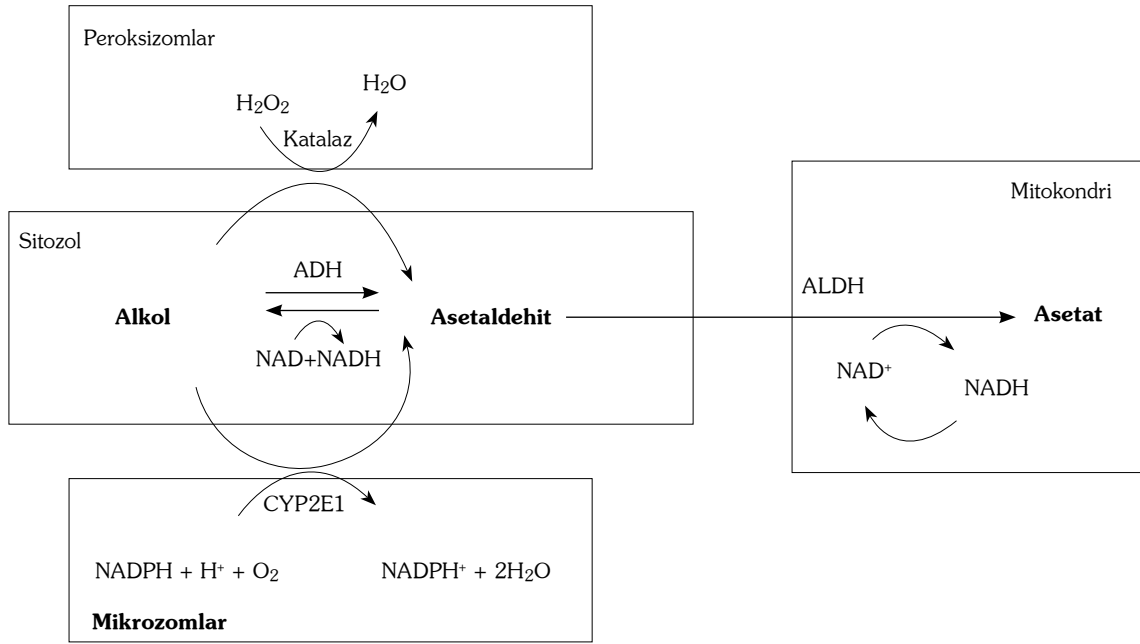 Peroksizomlar
H₂O₂
H₂O
Katalaz
Mitokondri
Sitozol
ADH
ALDH
Alkol
Asetaldehit
Asetat
NAD+NADH
NAD⁺
NADH
CYP2E1
NADPH + H⁺ + O₂
NADPH⁺ + 2H₂O
Mikrozomlar